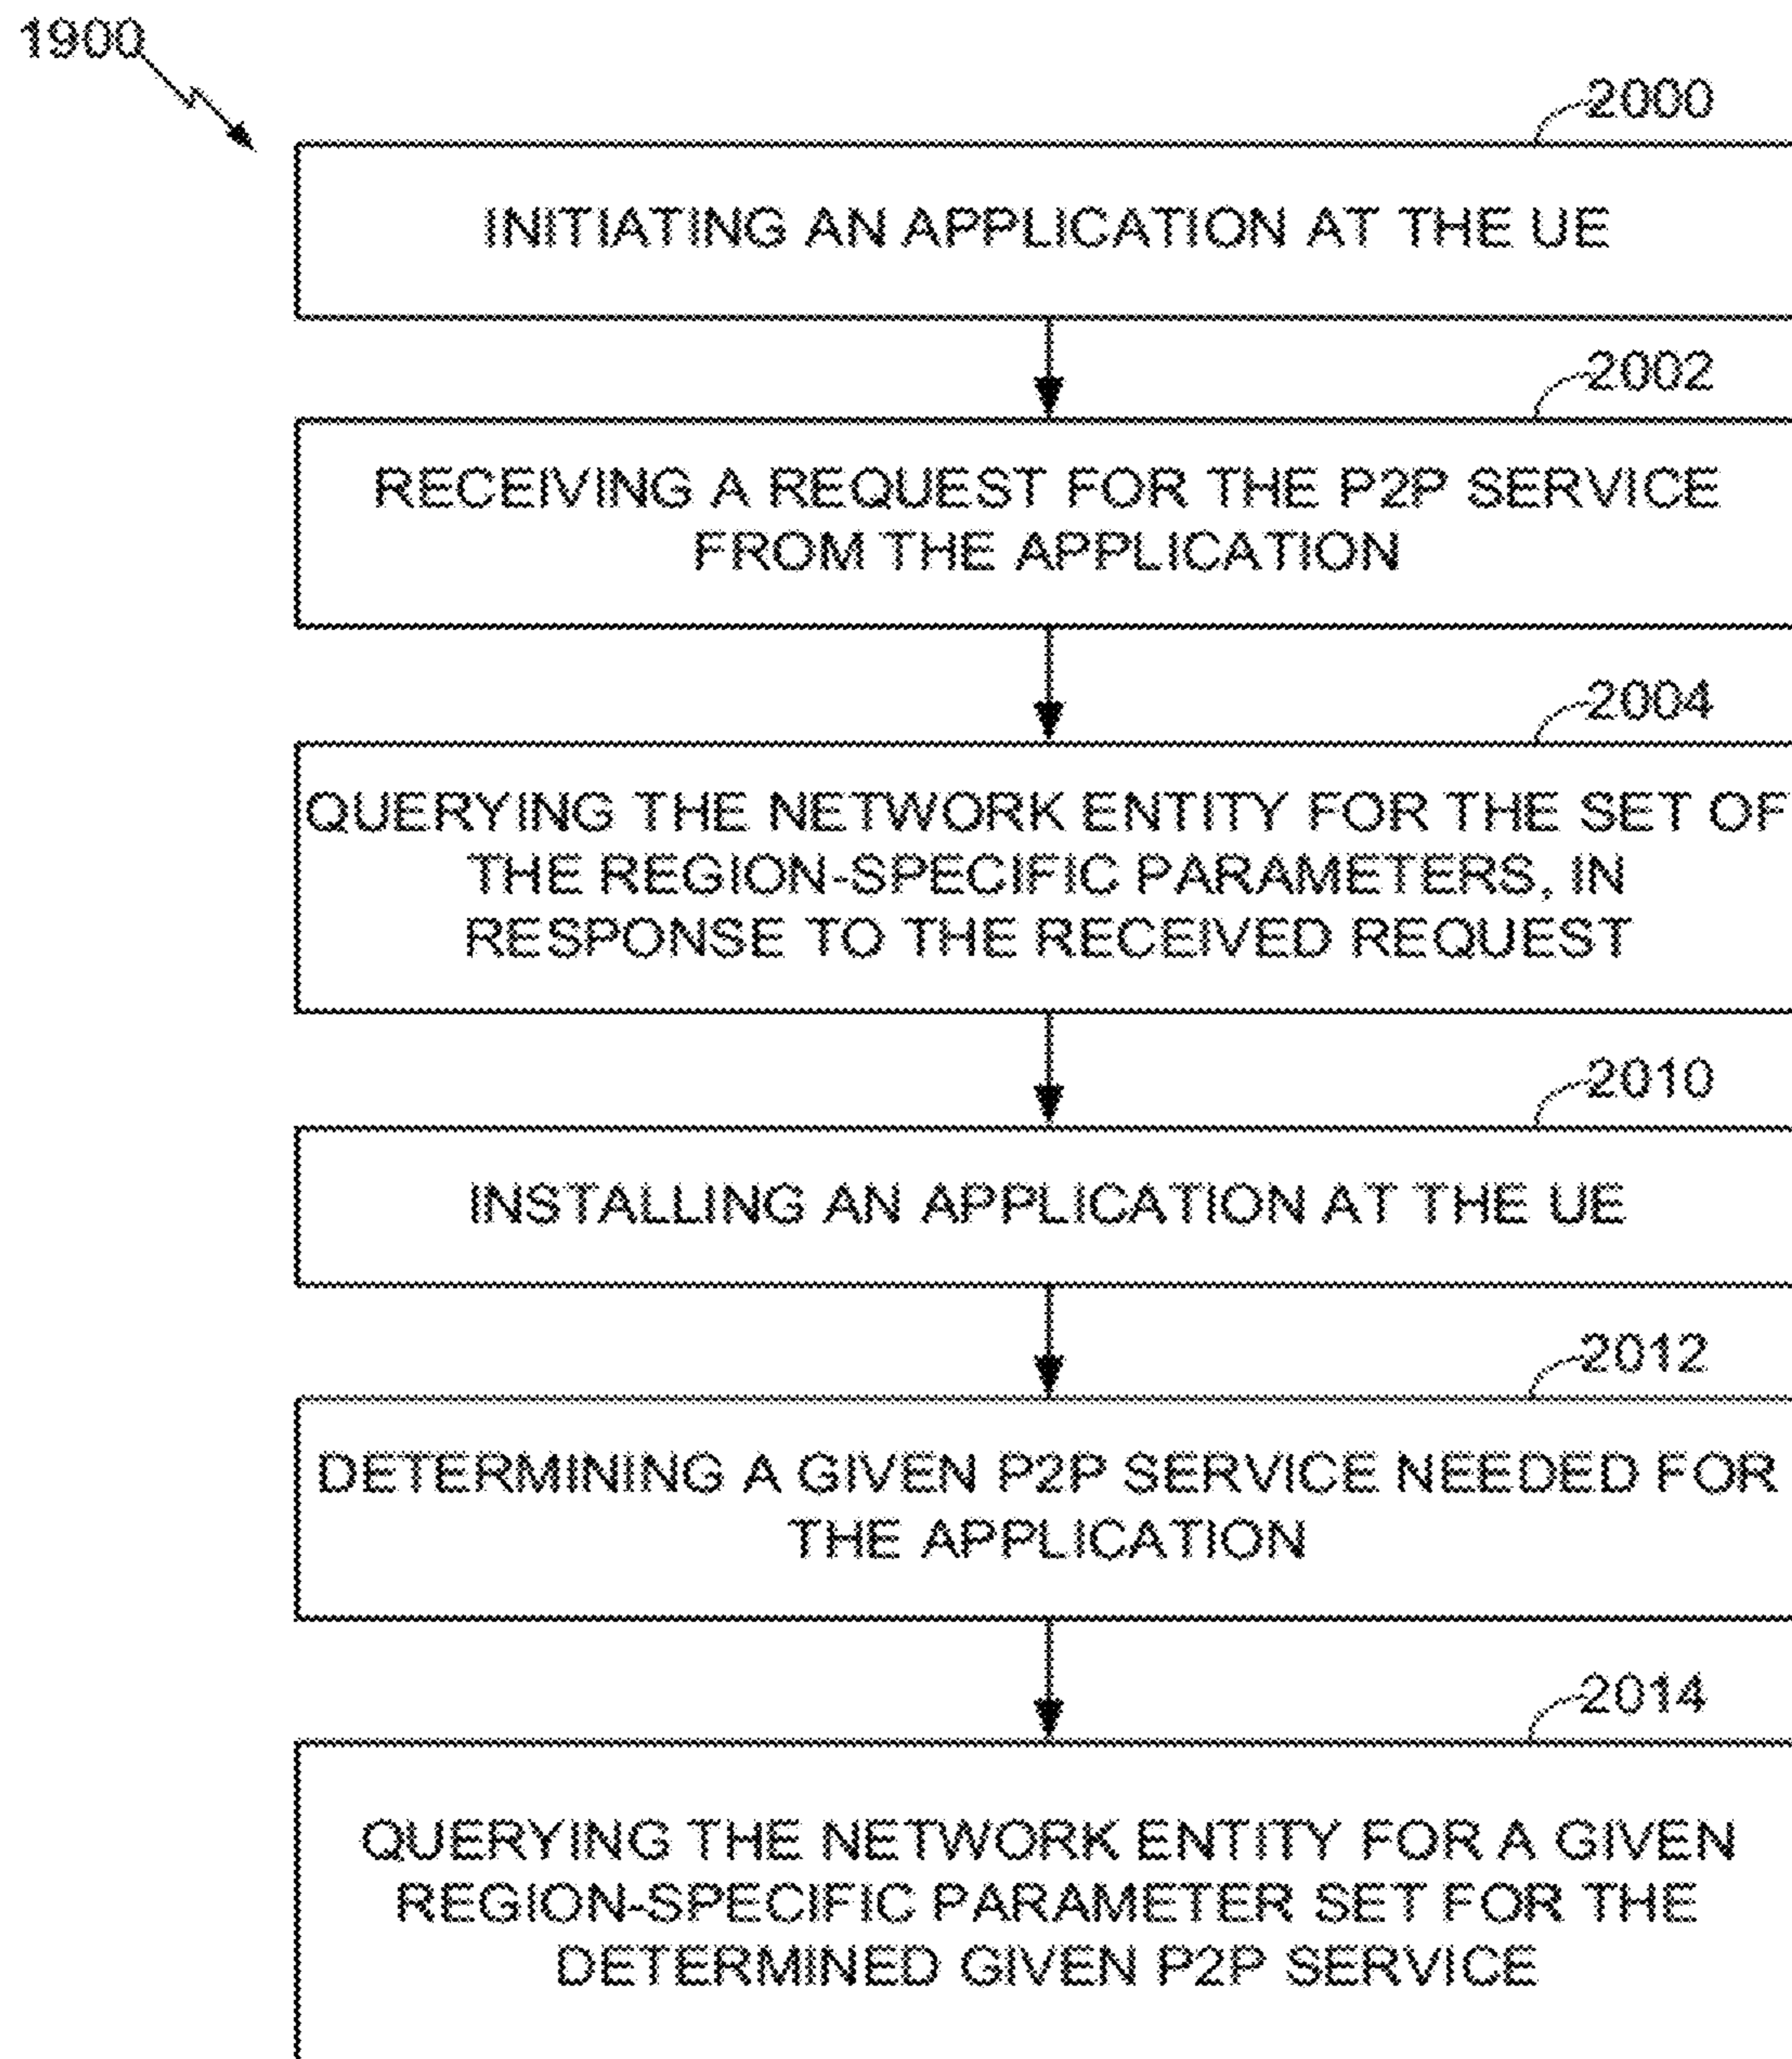 1900
2000
INITIATING AN APPLICATION AT THE UE
2002
RECEIVING A REQUEST FOR THE P2P SERVICE
FROM THE APPLICATION
2004
QUERYING THE NETWORK ENTITY FOR THE SET OF
THE REGION-SPECIFIC PARAMETERS, IN
RESPONSE TO THE RECEIVED REQUEST
2010
INSTALLING AN APPLICATION AT THE UE
2012
DETERMINING A GIVEN P2P SERVICE NEEDED FOR
THE APPLICATION
2014
QUERYING THE NETWORK ENTITY FOR A GIVEN
REGION-SPECIFIC PARAMETER SET FOR THE
DETERMINED GIVEN P2P SERVICE